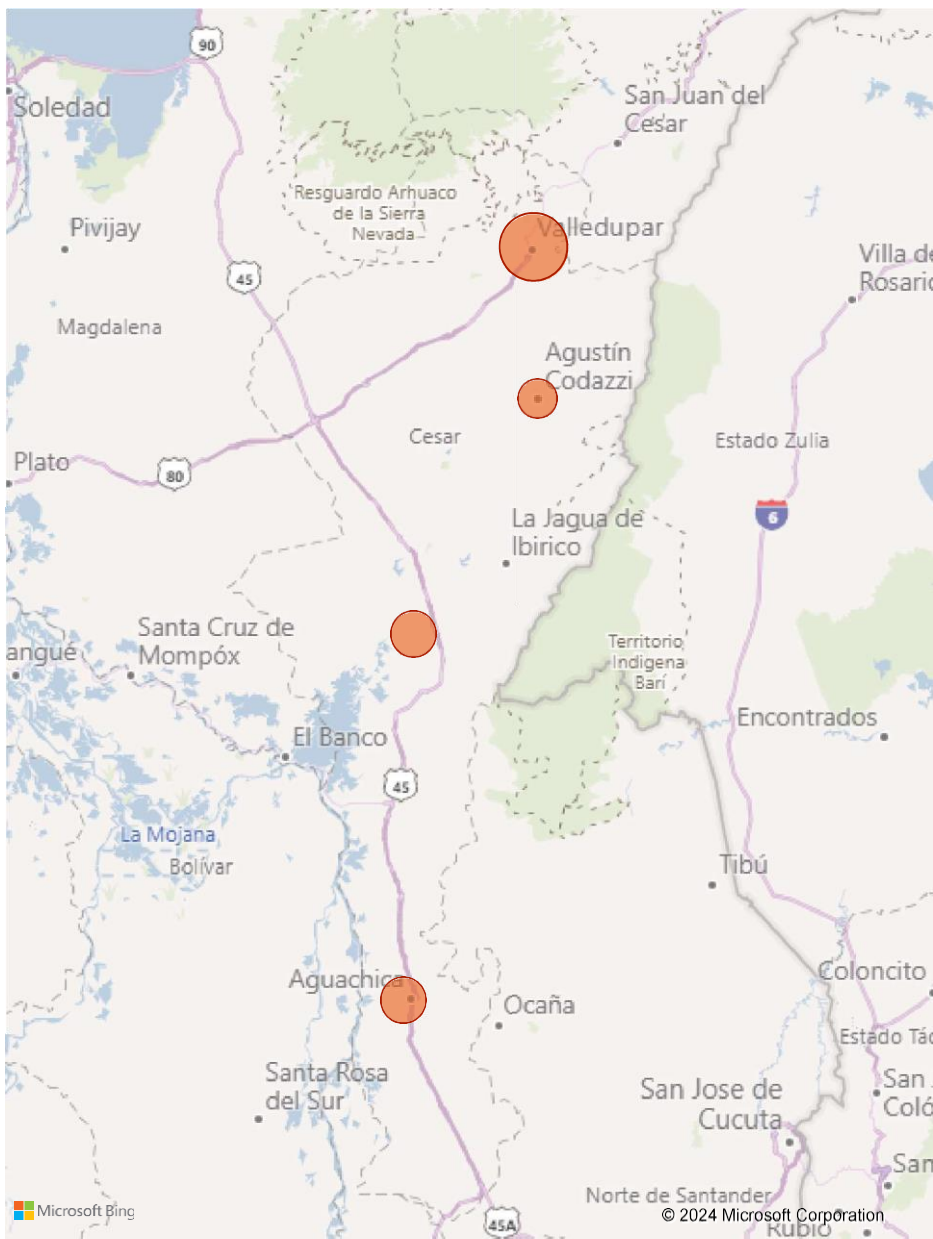 90
Soledad
San Juan del
Cesar
Resguardo Arhuaco
de la Sierra
Nevada
Pivijay
Valledupar
Villa de
Rosario
45
Magdalena
Agustín
Codazzi
Cesar
Estado Zulia
Plato
80
La Jagua de
Ibirico
6
Santa Cruz de
Mompóx
angué
Territorio
Indigena
Barí
El Banco
Encontrados
45
La Mojana
Bolívar
Tibú
Aguachica
Ocaña
Coloncito
Estado Tác
Santa Rosa
del Sur
San Jose de
Cucuta
San J
Coló
San
Norte de Santander
Microsoft Bing
© 2024 Microsoft Corporation
45A
Rubio